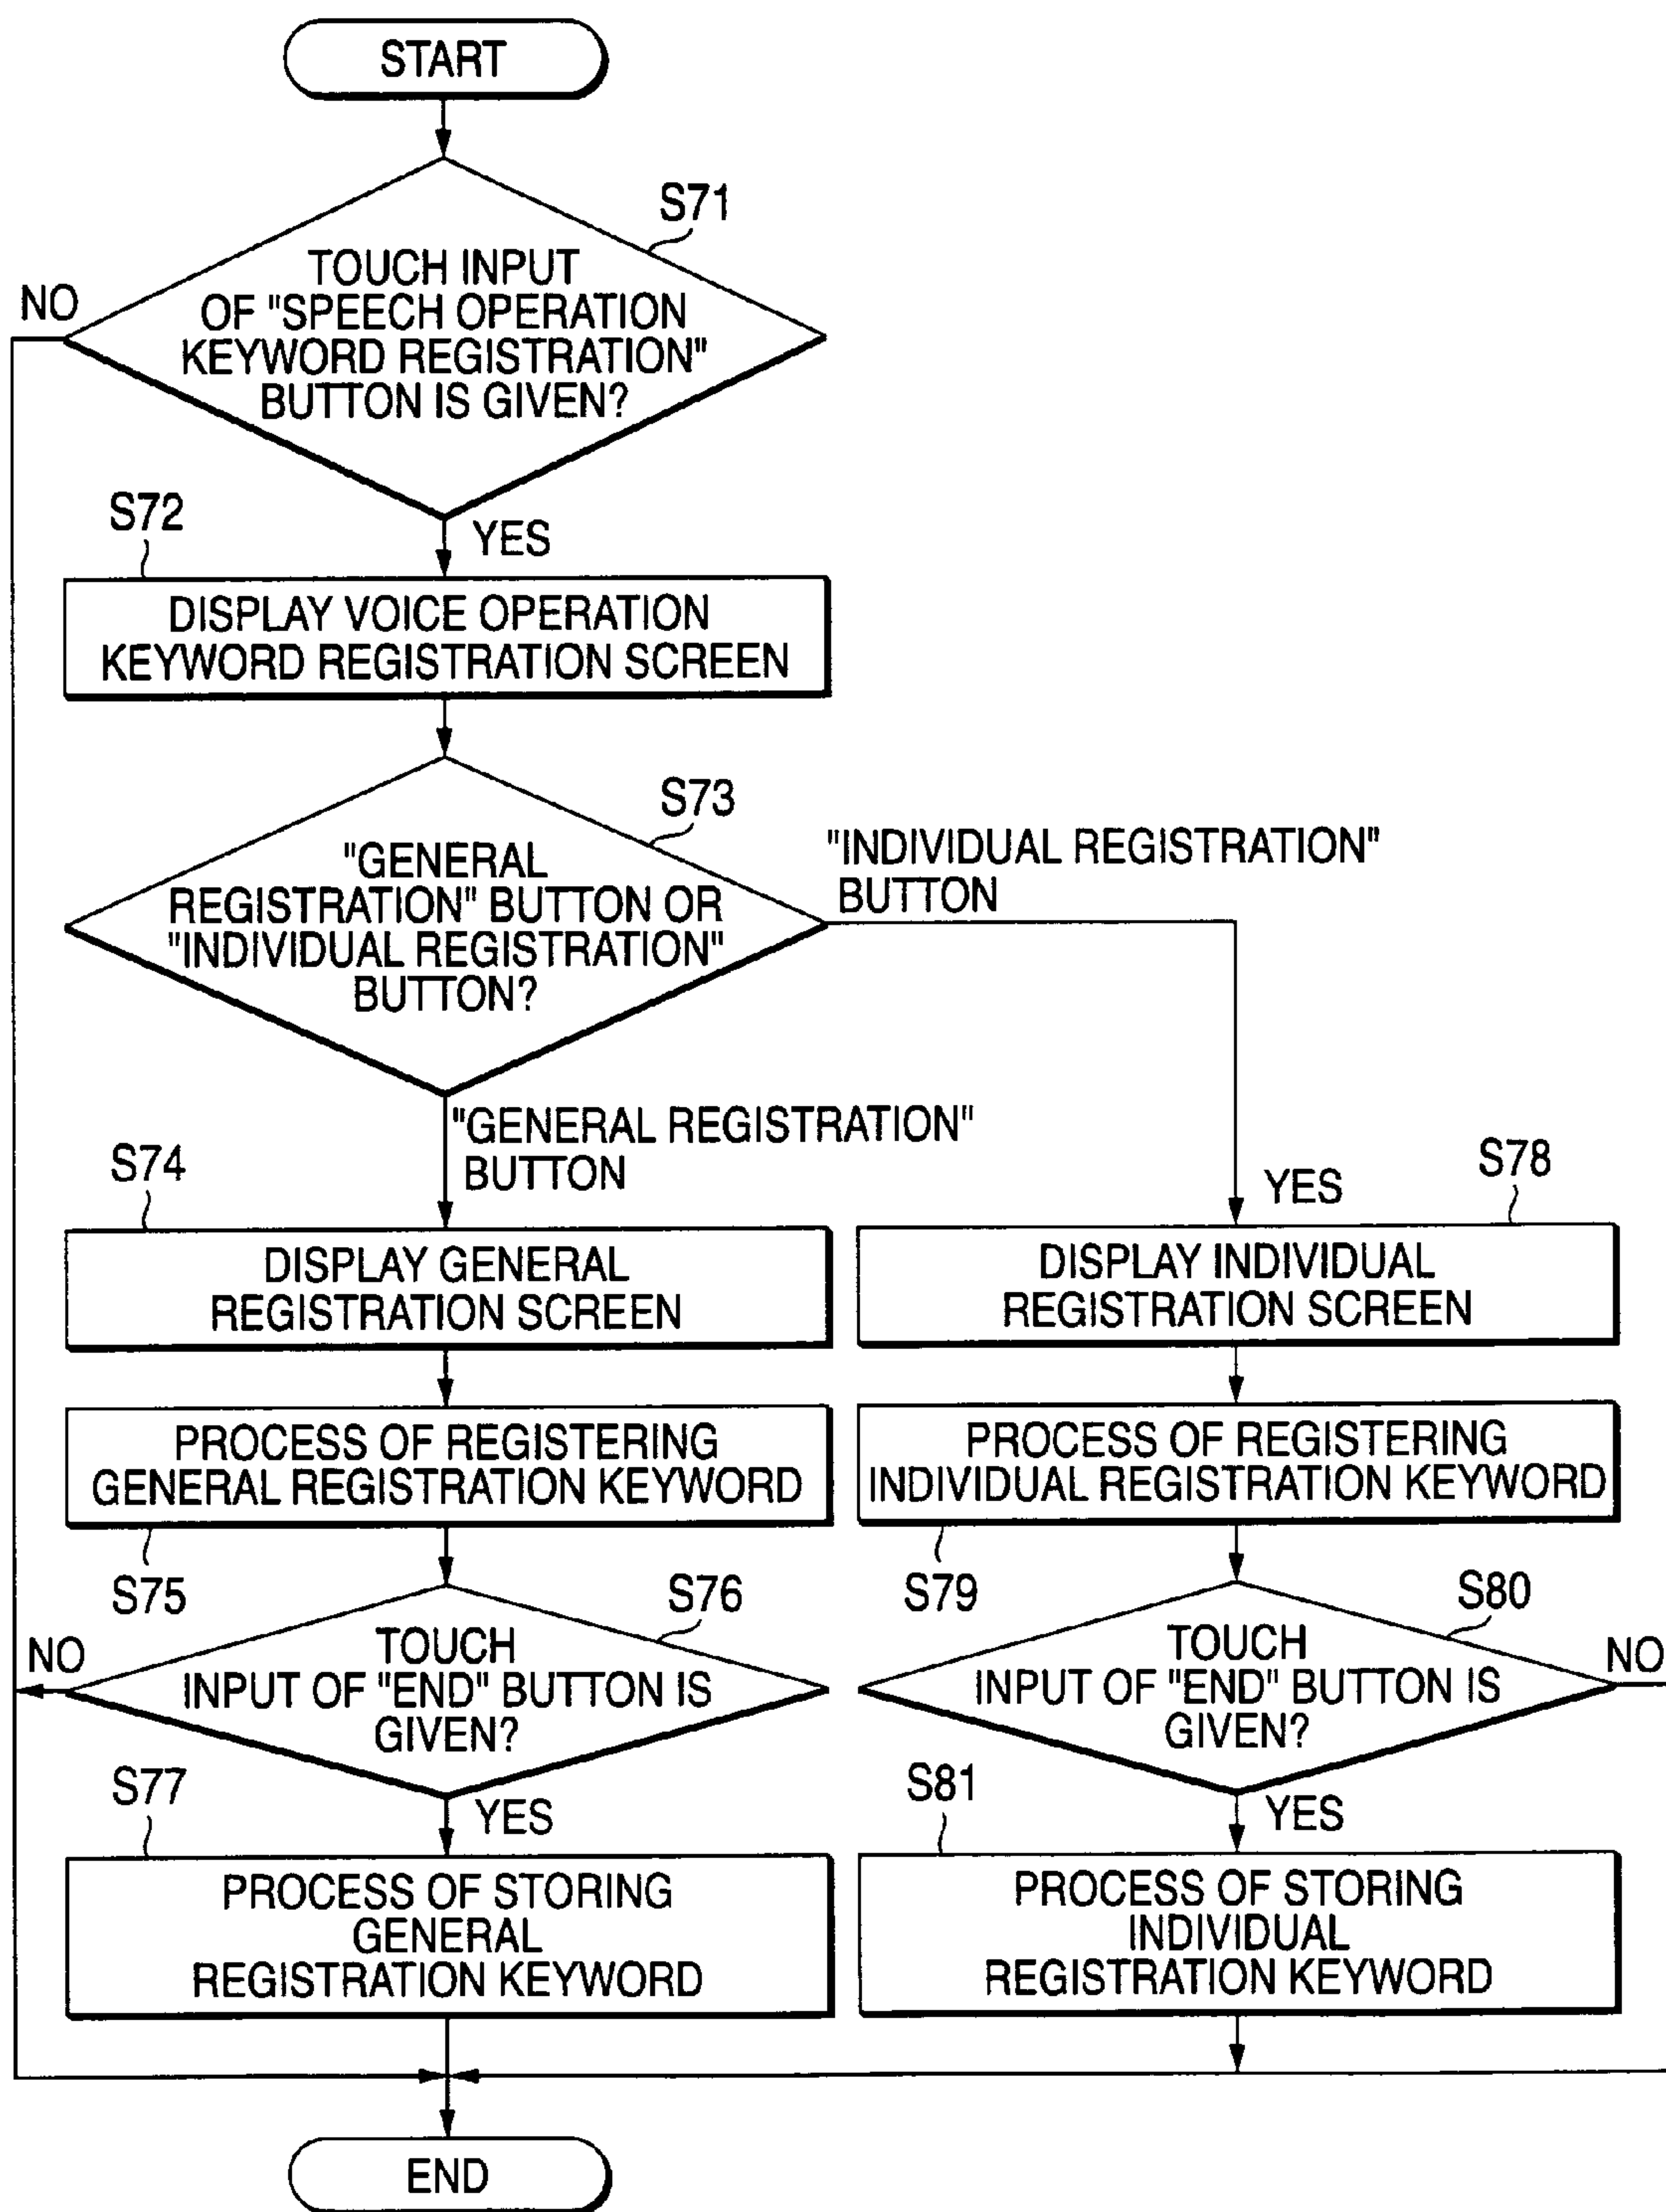 START
S71
TOUCH INPUT
OF "SPEECH OPERATION
KEYWORD REGISTRATION"
BUTTON IS GIVEN?
NO
YES
S72
DISPLAY VOICE OPERATION
KEYWORD REGISTRATION SCREEN
S73
"GENERAL
REGISTRATION" BUTTON OR
"INDIVIDUAL REGISTRATION"
BUTTON?
"INDIVIDUAL REGISTRATION"
BUTTON
"GENERAL REGISTRATION"
BUTTON
S74
DISPLAY GENERAL
REGISTRATION SCREEN
PROCESS OF REGISTERING
GENERAL REGISTRATION KEYWORD
S75
S76
TOUCH
INPUT OF "END" BUTTON IS
GIVEN?
NO
YES
S77
PROCESS OF STORING
GENERAL
REGISTRATION KEYWORD
YES
S78
DISPLAY INDIVIDUAL
REGISTRATION SCREEN
PROCESS OF REGISTERING
INDIVIDUAL REGISTRATION KEYWORD
S79
S80
TOUCH
INPUT OF "END" BUTTON IS
GIVEN?
NO
YES
S81
PROCESS OF STORING
INDIVIDUAL
REGISTRATION KEYWORD
END